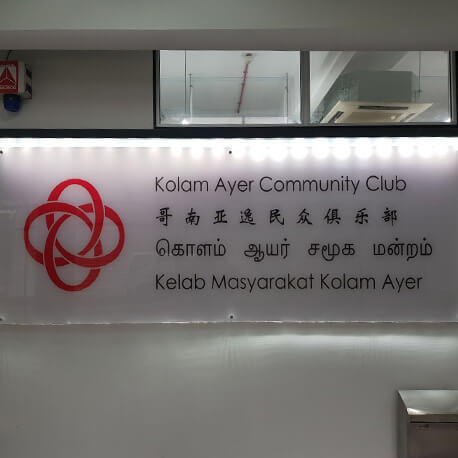 Kolam Ayer Community Club
哥南亚逸民众俱乐部
கொளம் ஆயர் சமூக மன்றம்
Kelab Masyarakat Kolam Ayer